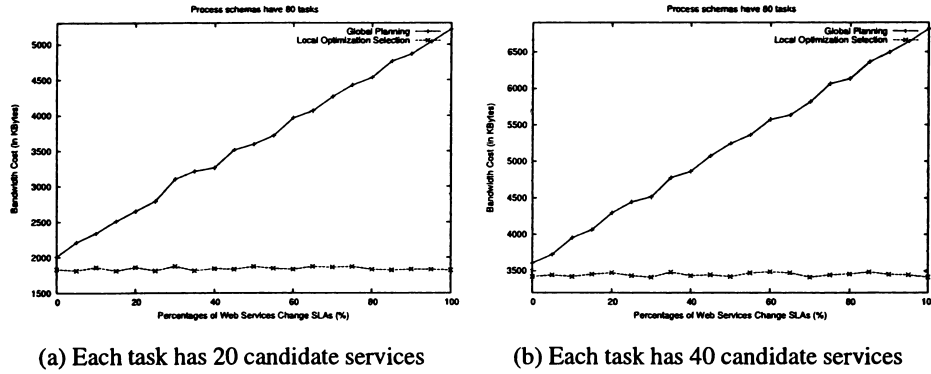 Process schemas have 80 tasks
Global Planning
Local Optimization Selection
Bandwidth Cost (in KBytes)
5000
4500
4000
3500
3000
2500
2000
1500
0
20
40
60
80
100
Percentages of Web Services Change SLAs (%)
(a) Each task has 20 candidate services
Process schemas have 80 tasks
Global Planning
Local Optimization Selection
Bandwidth Cost (in KBytes)
6500
6000
5500
5000
4500
4000
3500
0
20
40
60
80
100
Percentages of Web Services Change SLAs (%)
(b) Each task has 40 candidate services